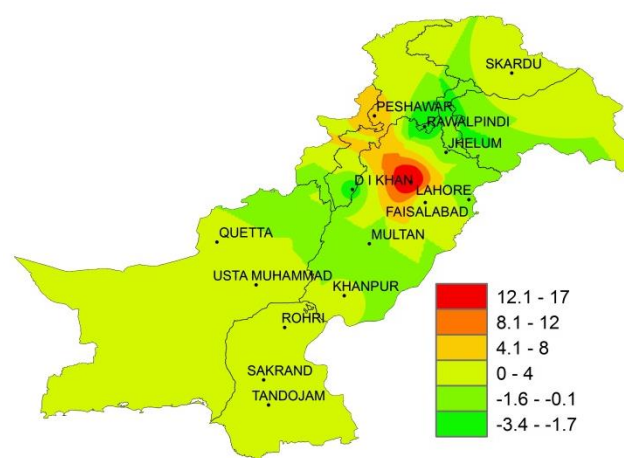 SKARDU
PESHAWAR
RAWALPINDI
JHELUM
D I KHAN
LAHORE
FAISALABAD
QUETTA
MULTAN
USTA MUHAMMAD
KHANPUR
ROHRI
SAKRAND
TANDOJAM
12.1 - 17
8.1 - 12
4.1 - 8
0 - 4
-1.6 - -0.1
-3.4 - -1.7